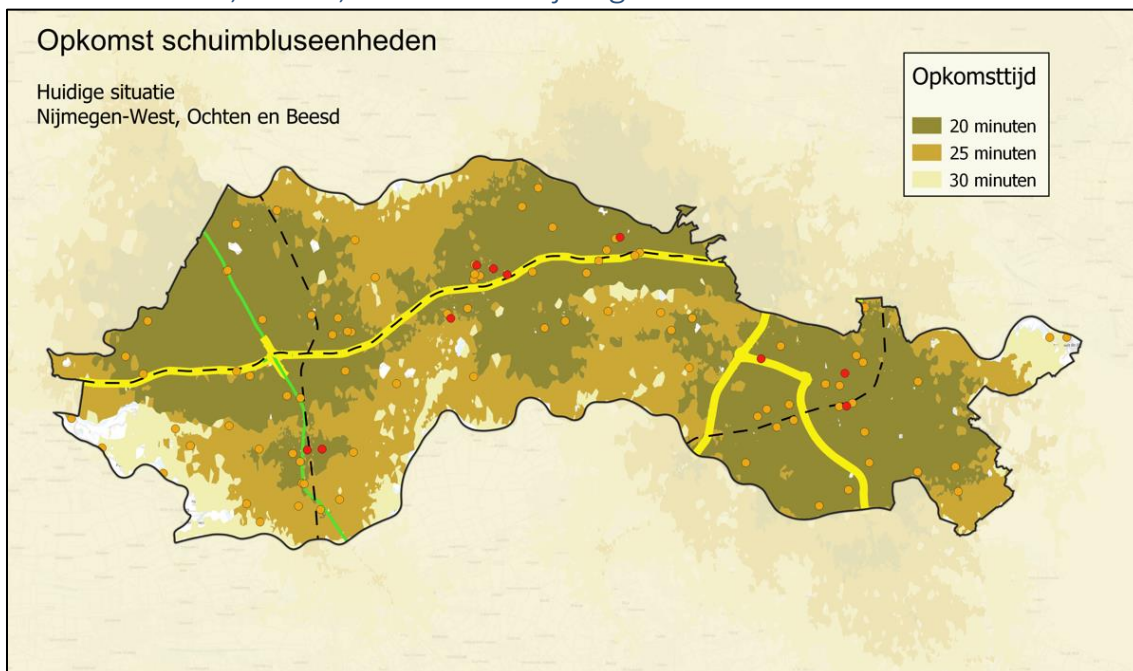 Opkomst schuimbluseenheden
Huidige situatie
Nijmegen-West, Ochten en Beesd
Opkomsttijd
20 minuten
25 minuten
30 minuten